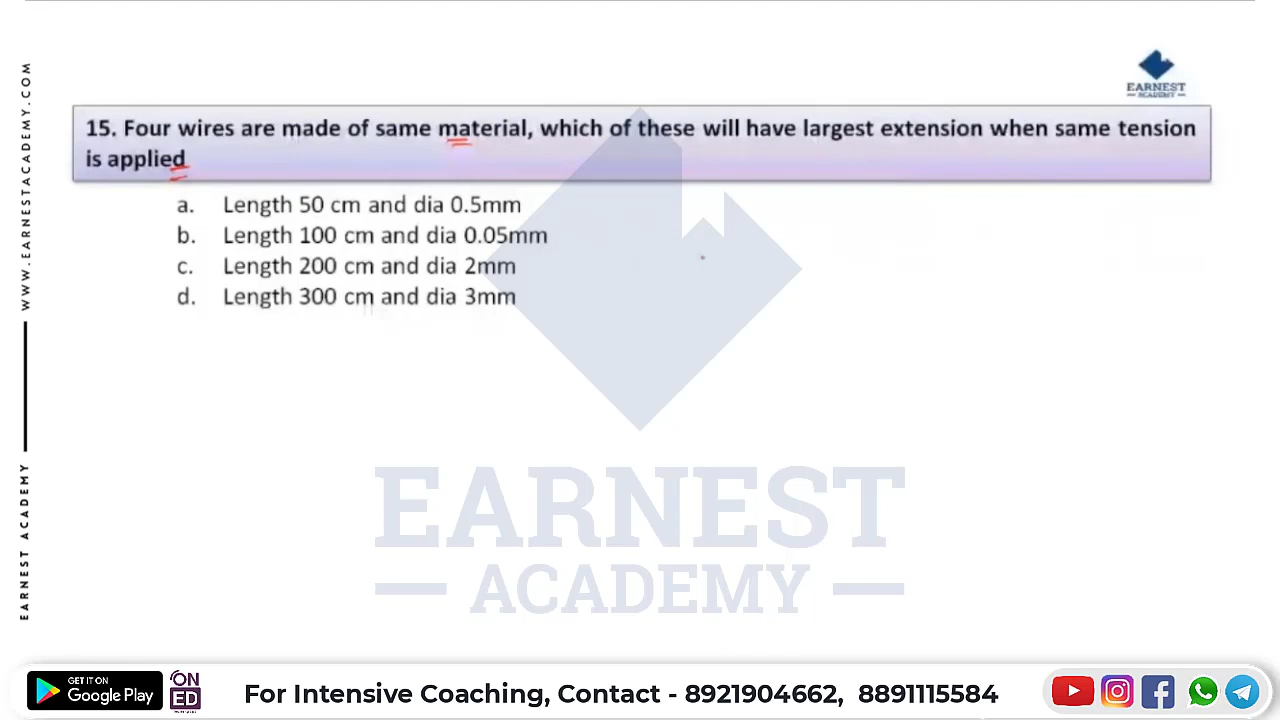 WWW.EARNESTACADEMY.COM
EARNEST ACADEMY
EARNEST
ACADEMY
15. Four wires are made of same material, which of these will have largest extension when same tension
is applied
a. Length 50 cm and dia 0.5mm
b. Length 100 cm and dia 0.05mm
c. Length 200 cm and dia 2mm
d. Length 300 cm and dia 3mm
EARNEST
ACADEMY
GET IT ON
Google Play
ON
ED
For Intensive Coaching, Contact - 8921904662, 8891115584